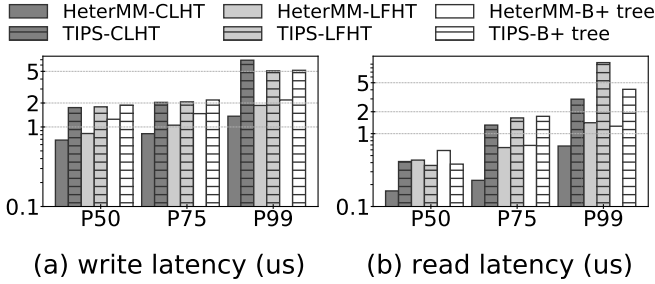 HeterMM-CLHT HeterMM-LFHT HeterMM-B+ tree
TIPS-CLHT TIPS-LFHT TIPS-B+ tree
5
2
1
0.1
P50 P75 P99
(a) write latency (us)
5
2
1
0.1
P50 P75 P99
(b) read latency (us)